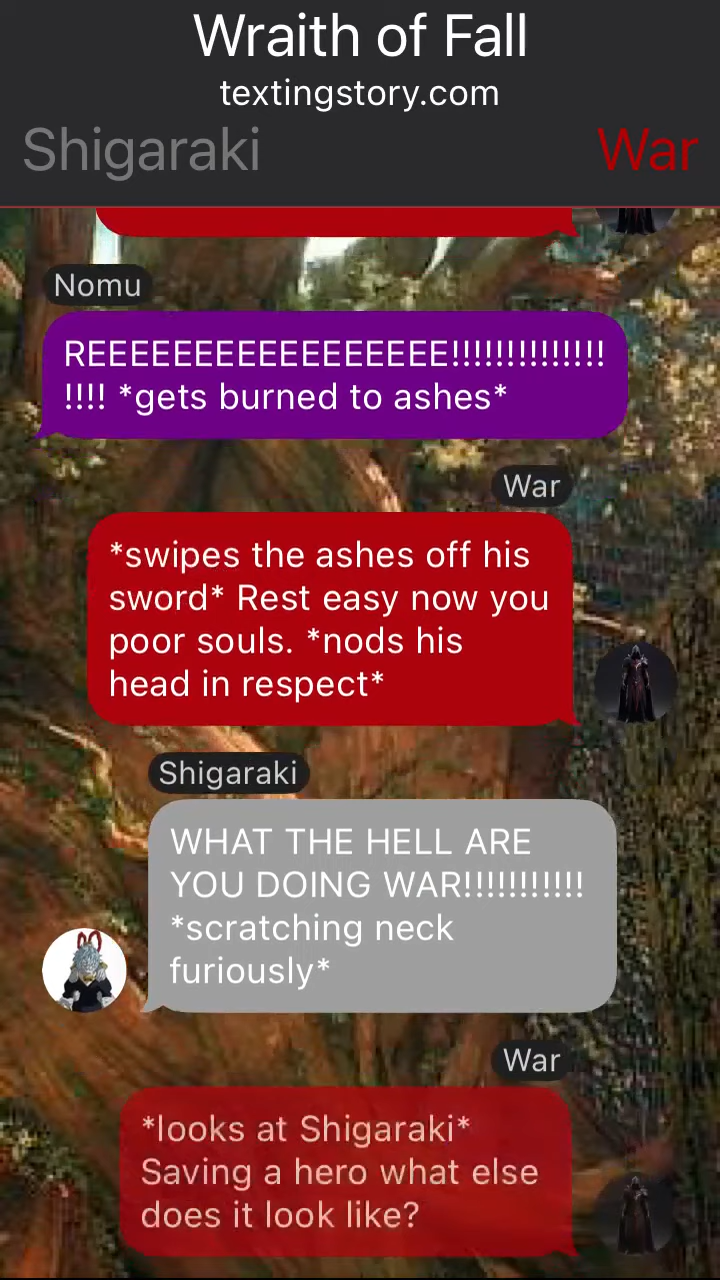 Wraith of Fall
textingstory.com
Shigaraki
War
Nomu
REEEEEEEEEEEEEEEEE!!!!!!!!!!!!!!
!!!! *gets burned to ashes*
War
*swipes the ashes off his
sword* Rest easy now you
poor souls. *nods his
head in respect*
Shigaraki
WHAT THE HELL ARE
YOU DOING WAR!!!!!!!!!!!
*scratching neck
furiously*
War
*looks at Shigaraki*
Saving a hero what else
does it look like?